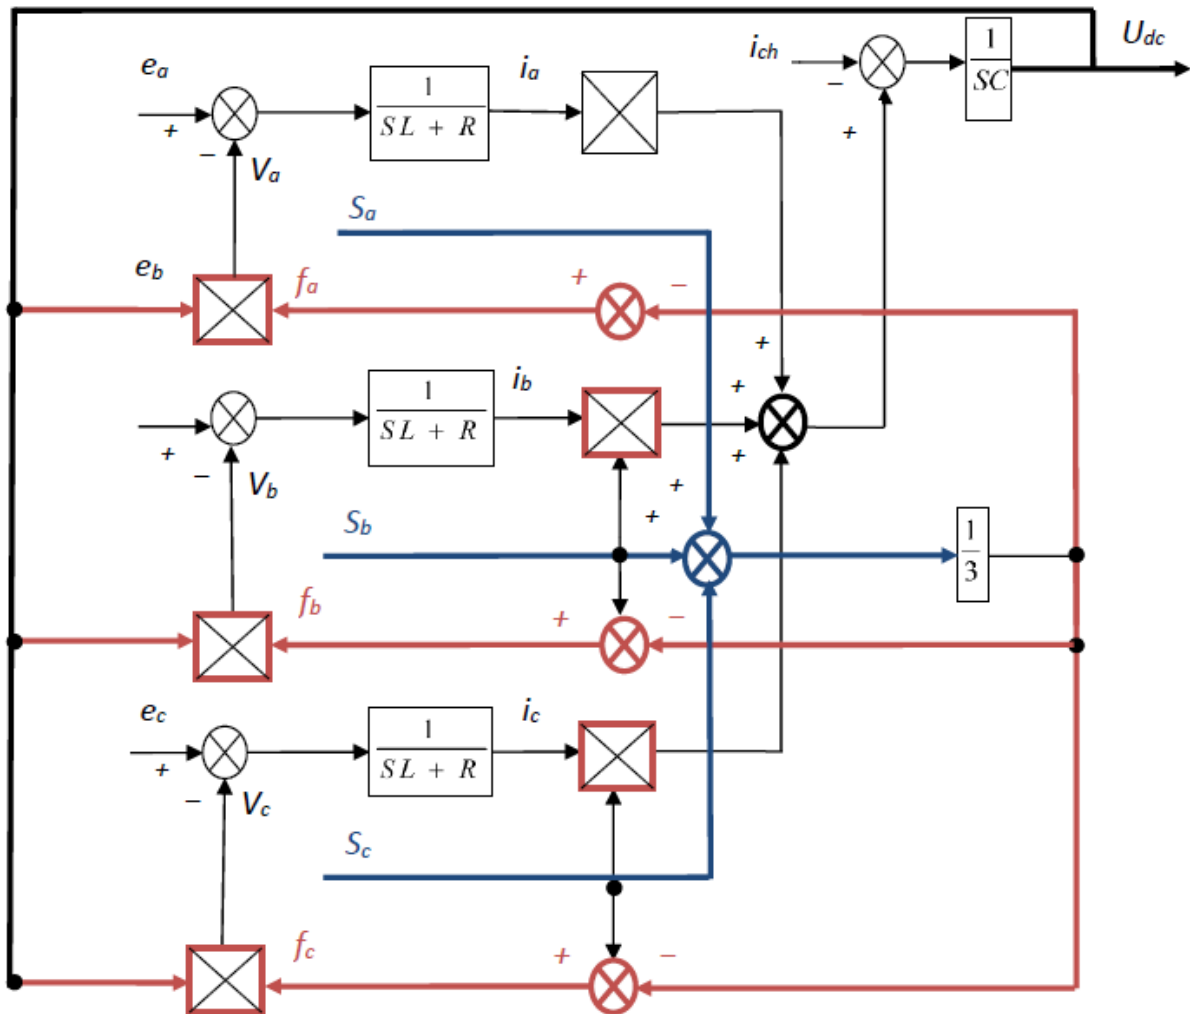 U_dc
i_ch
1
SC
−
+
e_a
+
−
V_a
1
SL + R
i_a
S_a
e_b
f_a
+
−
+
1
SL + R
i_b
+
+
+
−
V_b
+
+
S_b
1
3
f_b
+
−
e_c
+
−
V_c
1
SL + R
i_c
S_c
f_c
+
−